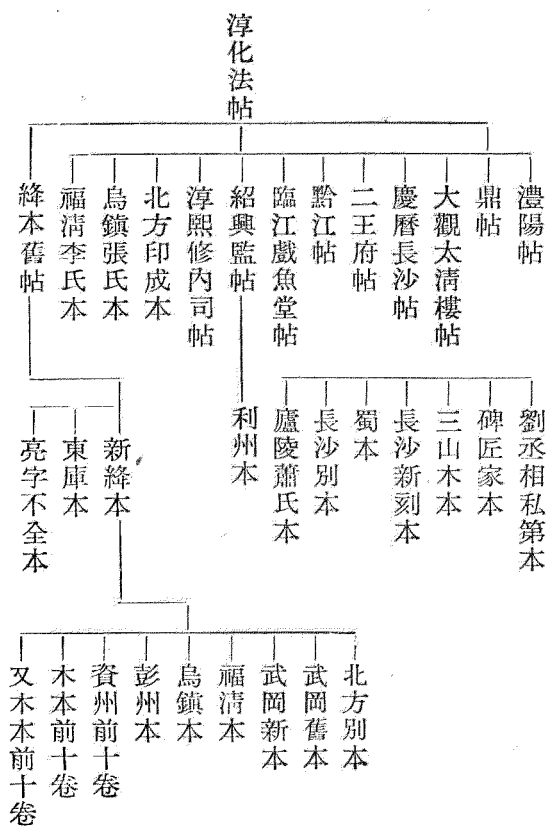 淳化法帖
澧陽帖
鼎帖
大觀太清樓帖
慶曆長沙帖
二王府帖
黔江帖
臨江戲魚堂帖
紹興監帖
淳熙修內司帖
北方印成本
烏鎮張氏本
福清李氏本
絳本舊帖
劉丞相私第本
碑匠家本
三山木本
長沙新刻本
蜀本
長沙別本
廬陵蕭氏本
利州本
新絳本
東庫本
亮字不全本
北方別本
武岡舊本
武岡新本
福清本
烏鎮本
彭州本
資州前十卷
木本前十卷
又木本前十卷